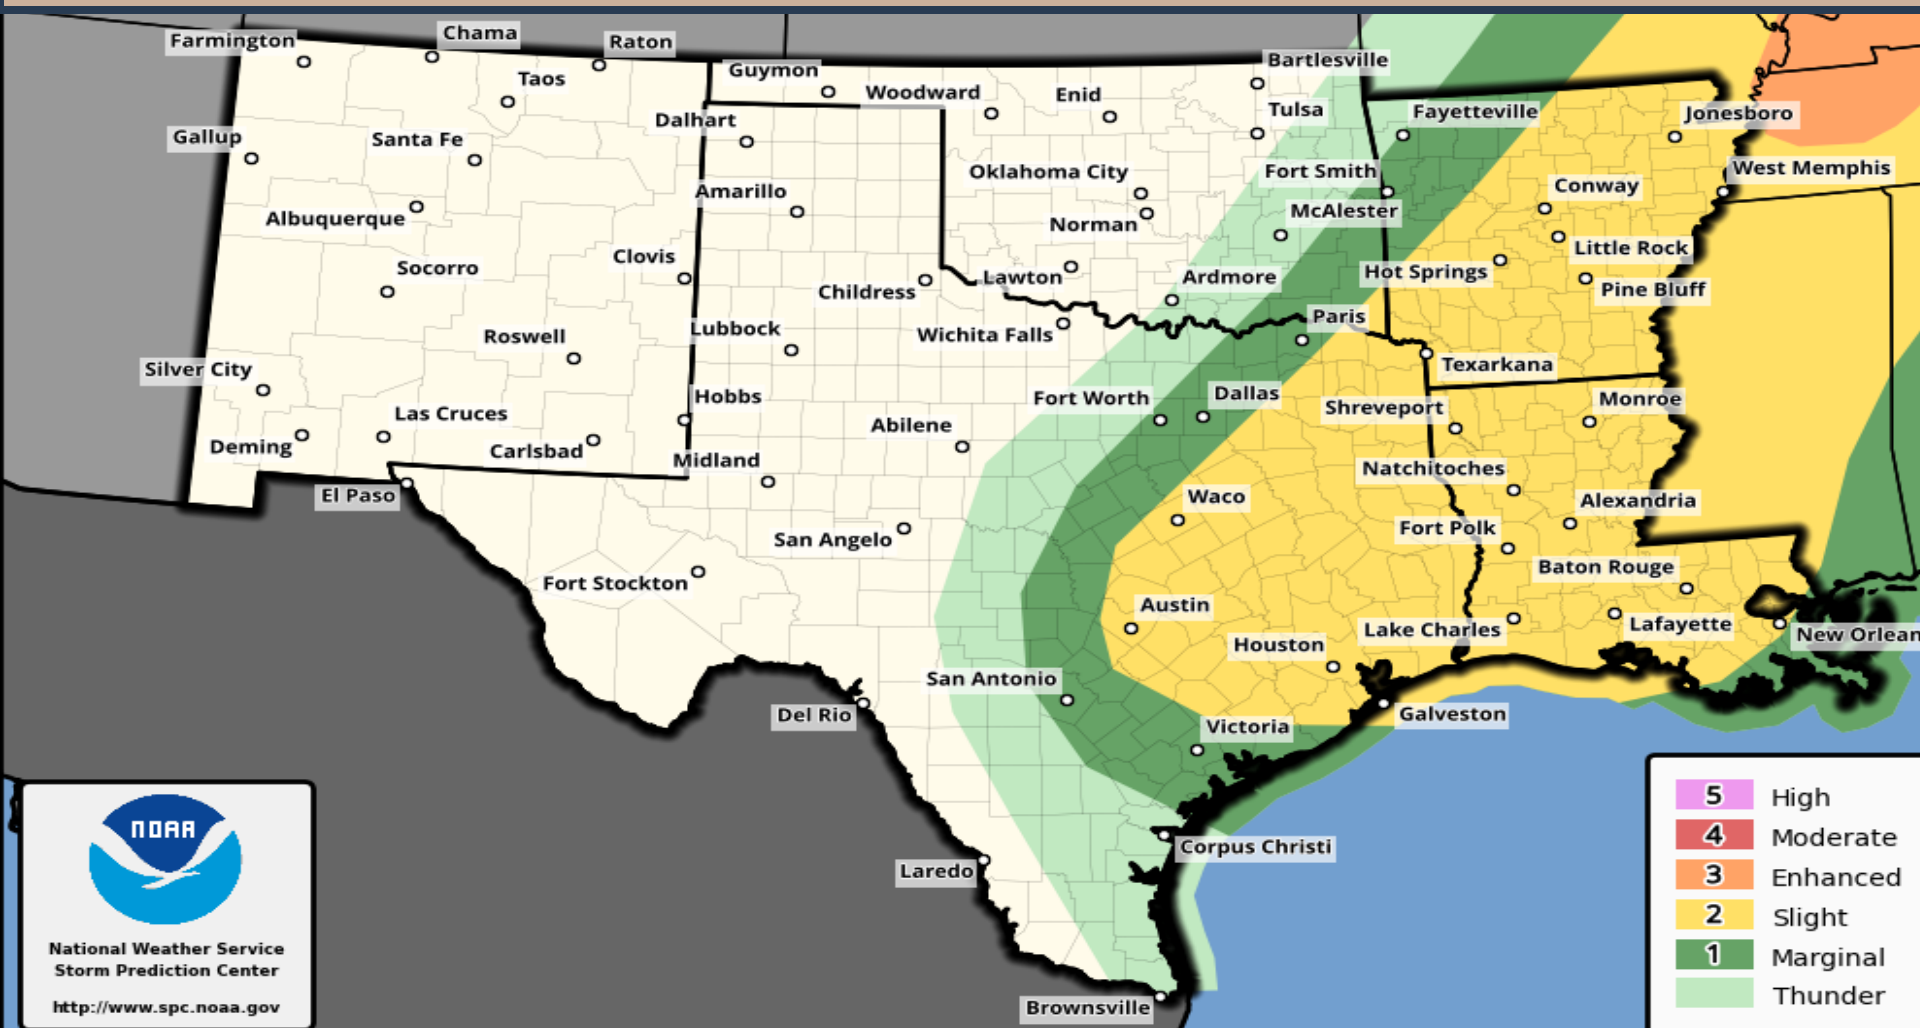 Chama
Farmington
Raton
Bartlesville
Guymon
Taos
Woodward
Enid
Tulsa
Fayetteville
Jonesboro
Dalhart
Gallup
Santa Fe
West Memphis
Oklahoma City
Fort Smith
Conway
Amarillo
McAlester
Albuquerque
Norman
Little Rock
Clovis
Socorro
Hot Springs
Lawton
Ardmore
Pine Bluff
Childress
Paris
Lubbock
Wichita Falls
Roswell
Texarkana
Silver City
Dallas
Hobbs
Fort Worth
Monroe
Shreveport
Las Cruces
Abilene
Deming
Carlsbad
Midland
Natchitoches
El Paso
Waco
Alexandria
Fort Polk
San Angelo
Baton Rouge
Fort Stockton
Austin
Lafayette
Lake Charles
New Orlean
Houston
San Antonio
Del Rio
Galveston
Victoria
Corpus Christi
Laredo
Brownsville
NOAA
National Weather Service
Storm Prediction Center
http://www.spc.noaa.gov
5 High
4 Moderate
3 Enhanced
2 Slight
1 Marginal
Thunder